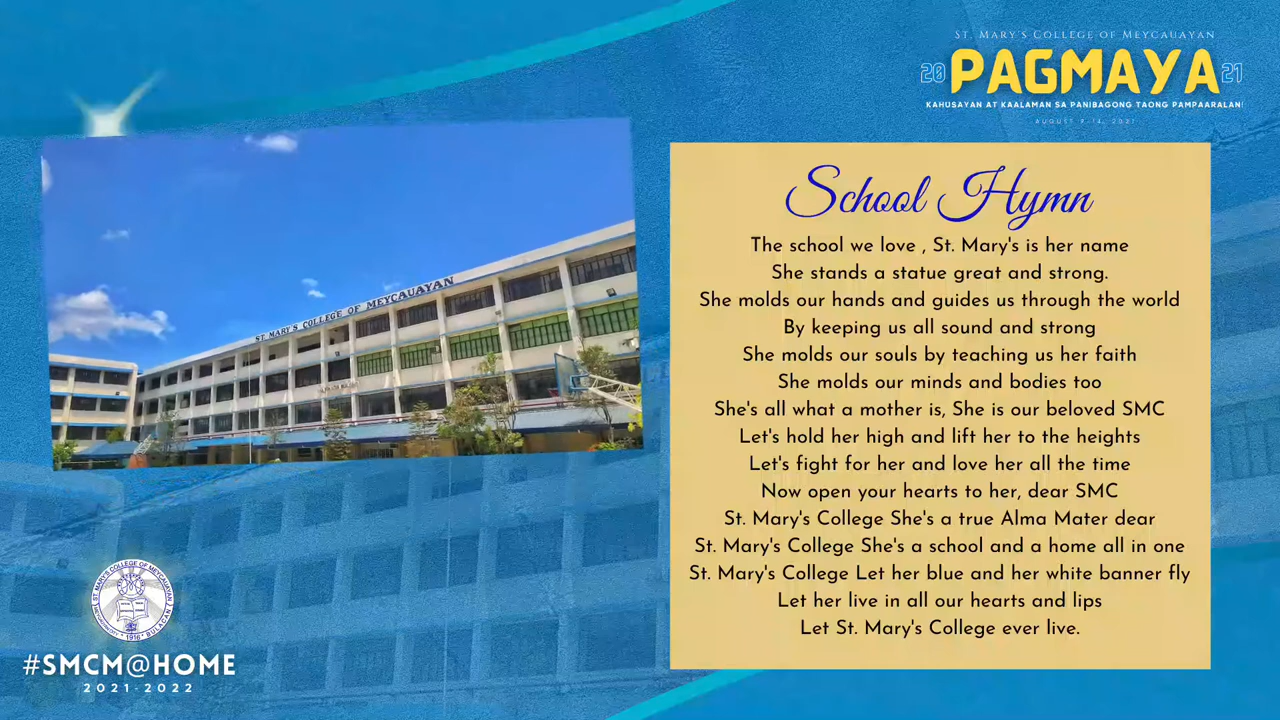 ST. MARY'S COLLEGE OF MEYCAUAYAN
2021 PAGMAYA
KAHUSAYAN AT KAALAMAN SA PANIBAGONG TAONG PAMPAARALAN!
AUGUST 9-14, 2021
ST. MARY'S COLLEGE OF MEYCAUAYAN
School Hymn
The school we love , St. Mary's is her name
She stands a statue great and strong.
She molds our hands and guides us through the world
By keeping us all sound and strong
She molds our souls by teaching us her faith
She molds our minds and bodies too
She's all what a mother is, She is our beloved SMC
Let's hold her high and lift her to the heights
Let's fight for her and love her all the time
Now open your hearts to her, dear SMC
St. Mary's College She's a true Alma Mater dear
St. Mary's College She's a school and a home all in one
St. Mary's College Let her blue and her white banner fly
Let her live in all our hearts and lips
Let St. Mary's College ever live.
ST. MARY'S COLLEGE OF MEYCAUAYAN
BULACAN
1916
#SMCM@HOME
2021-2022